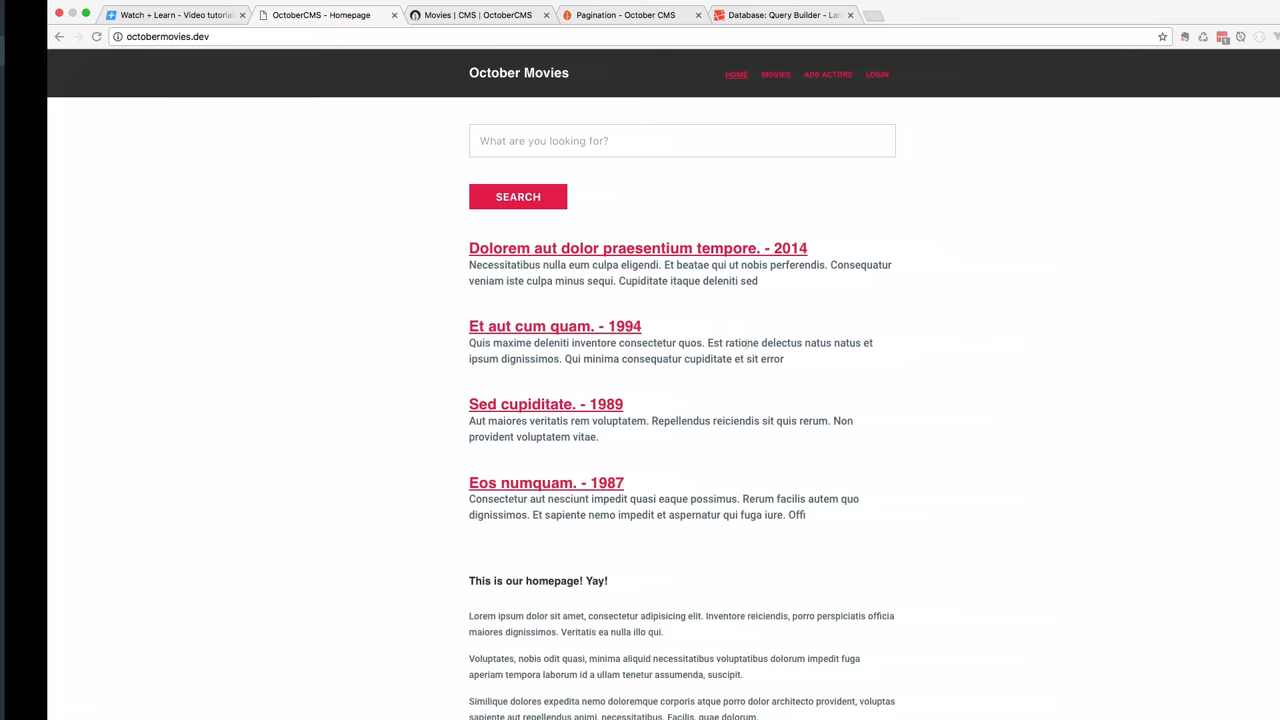 Watch + Learn - Video tutorial
OctoberCMS - Homepage
Movies | CMS | OctoberCMS
Pagination - October CMS
Database: Query Builder - La
octobermovies.dev
October Movies
HOME
MOVIES
ADD ACTORS
LOGIN
What are you looking for?
SEARCH
Dolorem aut dolor praesentium tempore. - 2014
Necessitatibus nulla eum culpa eligendi. Et beatae qui ut nobis perferendis. Consequatur
veniam iste culpa minus sequi. Cupiditate itaque deleniti sed
Et aut cum quam. - 1994
Quis maxime deleniti inventore consectetur quos. Est ratione delectus natus natus et
ipsum dignissimos. Qui minima consequatur cupiditate et sit error
Sed cupiditate. - 1989
Aut maiores veritatis rem voluptatem. Repellendus reiciendis sit quis rerum. Non
provident voluptatem vitae.
Eos numquam. - 1987
Consectetur aut nesciunt impedit quasi eaque possimus. Rerum facilis autem quo
dignissimos. Et sapiente nemo impedit et aspernatur qui fuga iure. Offi
This is our homepage! Yay!
Lorem ipsum dolor sit amet, consectetur adipisicing elit. Inventore reiciendis, porro perspiciatis officia
maiores dignissimos. Veritatis ea nulla illo qui.
Voluptates, nobis odit quasi, minima aliquid necessitatibus voluptatibus dolorum impedit fuga
aperiam tempora laborum id a ullam tenetur assumenda, suscipit.
Similique dolores expedita nemo doloremque corporis atque porro dolor architecto provident, voluptas
sapiente aut repellendus animi, necessitatibus. Facilis, quae dolorum.